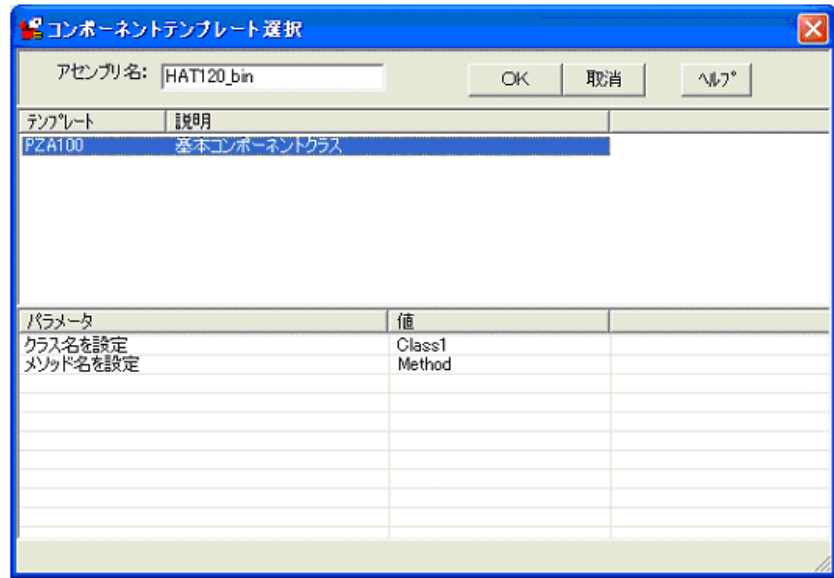 コンポーネントテンプレート選択
アセンブリ名: HAT120_bin OK 取消 ﾍﾙﾌﾟ
ﾃﾝﾌﾟﾚｰﾄ 説明
PZA100 基本コンポーネントクラス
パラメータ 値
クラス名を設定 Class1
メソッド名を設定 Method